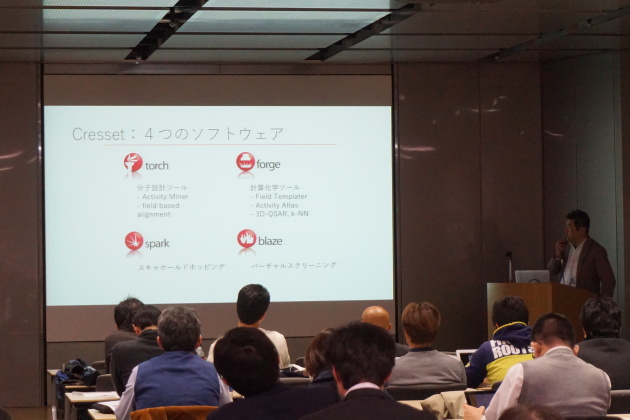 Cresset：４つのソフトウェア
torch
分子設計ツール
- Activity Miner
- field based
alignment
forge
計算化学ツール
- Field Templater
- Activity Atlas
- 3D-QSAR, k-NN
spark
スキャホールドホッピング
blaze
バーチャルスクリーニング
ROOTS